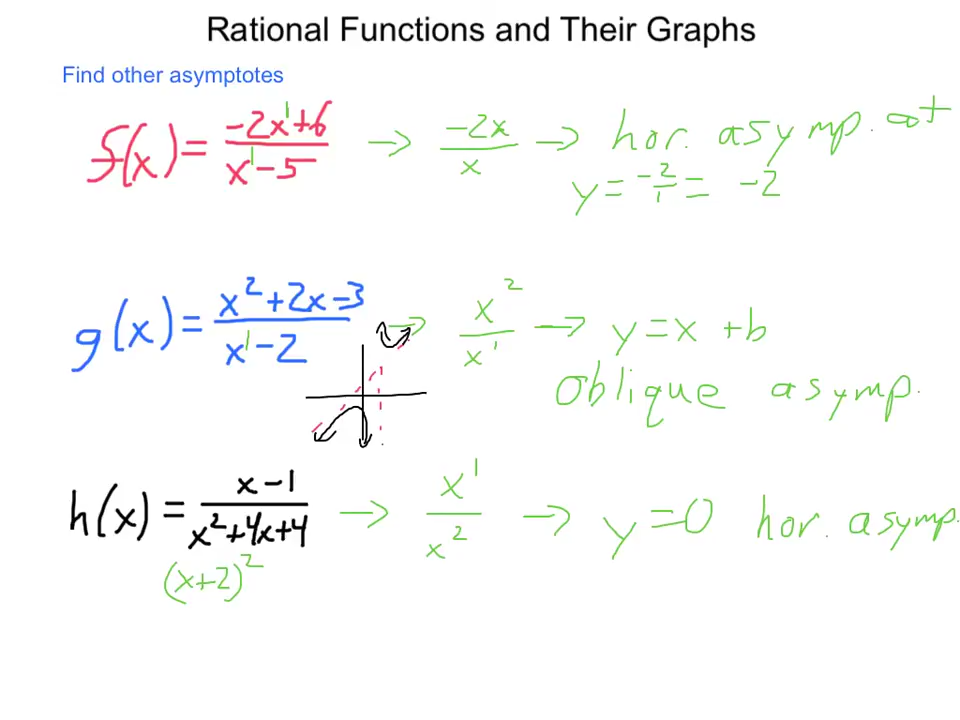 Rational Functions and Their Graphs
Find other asymptotes
f(x) = (-2x¹+6)/(x¹-5) → -2x/x → hor. asymp.
y = -2/1 = -2
g(x) = (x²+2x-3)/(x¹-2) → x²/x¹ → y = x + b
Oblique asymp.
h(x) = (x-1)/(x²+4x+4) → x¹/x² → y = 0 hor. asymp.
(x+2)²